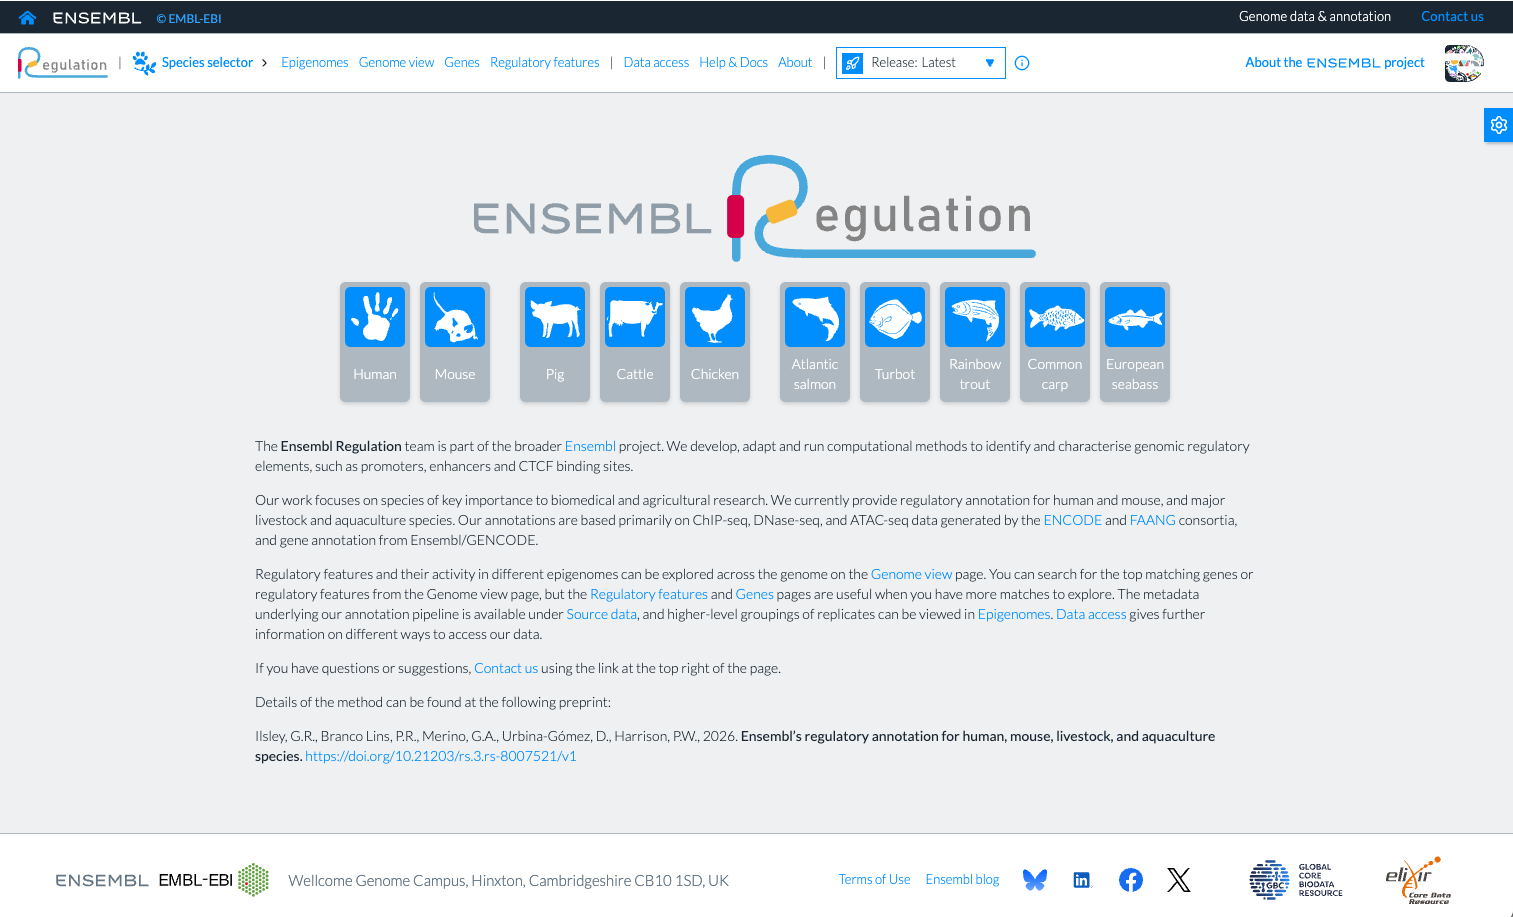 ENSEMBL © EMBL-EBI Genome data & annotation Contact us
Regulation | Species selector Epigenomes Genome view Genes Regulatory features | Data access Help & Docs About | Release: Latest About the ENSEMBL project
ENSEMBL Regulation
Human Mouse Pig Cattle Chicken Atlantic salmon Turbot Rainbow trout Common carp European seabass
The Ensembl Regulation team is part of the broader Ensembl project. We develop, adapt and run computational methods to identify and characterise genomic regulatory
elements, such as promoters, enhancers and CTCF binding sites.
Our work focuses on species of key importance to biomedical and agricultural research. We currently provide regulatory annotation for human and mouse, and major
livestock and aquaculture species. Our annotations are based primarily on ChIP-seq, DNase-seq, and ATAC-seq data generated by the ENCODE and FAANG consortia,
and gene annotation from Ensembl/GENCODE.
Regulatory features and their activity in different epigenomes can be explored across the genome on the Genome view page. You can search for the top matching genes or
regulatory features from the Genome view page, but the Regulatory features and Genes pages are useful when you have more matches to explore. The metadata
underlying our annotation pipeline is available under Source data, and higher-level groupings of replicates can be viewed in Epigenomes. Data access gives further
information on different ways to access our data.
If you have questions or suggestions, Contact us using the link at the top right of the page.
Details of the method can be found at the following preprint:
Ilsley, G.R., Branco Lins, P.R., Merino, G.A., Urbina-Gómez, D., Harrison, P.W., 2026. Ensembl's regulatory annotation for human, mouse, livestock, and aquaculture
species. https://doi.org/10.21203/rs.3.rs-8007521/v1
ENSEMBL EMBL-EBI Wellcome Genome Campus, Hinxton, Cambridgeshire CB10 1SD, UK Terms of Use Ensembl blog
GBC GLOBAL
CORE
BIODATA
RESOURCE
elixir
Core Data
Resource